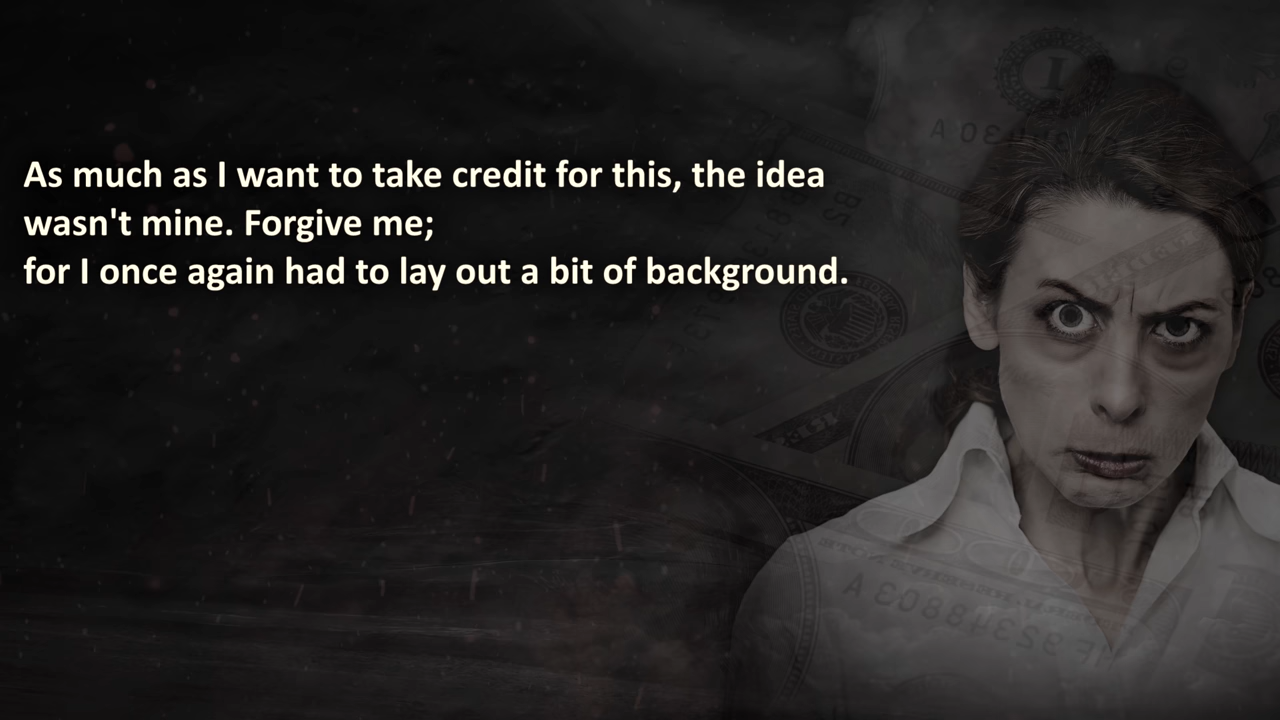 As much as I want to take credit for this, the idea
wasn't mine. Forgive me;
for I once again had to lay out a bit of background.